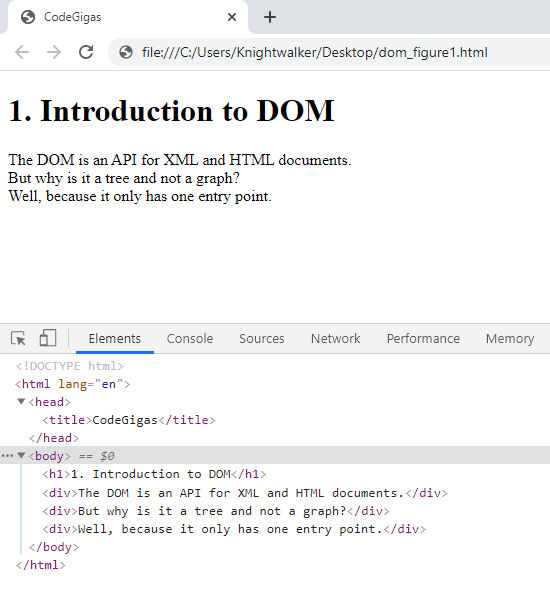 CodeGigas
file:///C:/Users/Knightwalker/Desktop/dom_figure1.html
1. Introduction to DOM
The DOM is an API for XML and HTML documents.
But why is it a tree and not a graph?
Well, because it only has one entry point.
Elements Console Sources Network Performance Memory
<!DOCTYPE html>
<html lang="en">
<head>
<title>CodeGigas</title>
</head>
<body> == $0
<h1>1. Introduction to DOM</h1>
<div>The DOM is an API for XML and HTML documents.</div>
<div>But why is it a tree and not a graph?</div>
<div>Well, because it only has one entry point.</div>
</body>
</html>